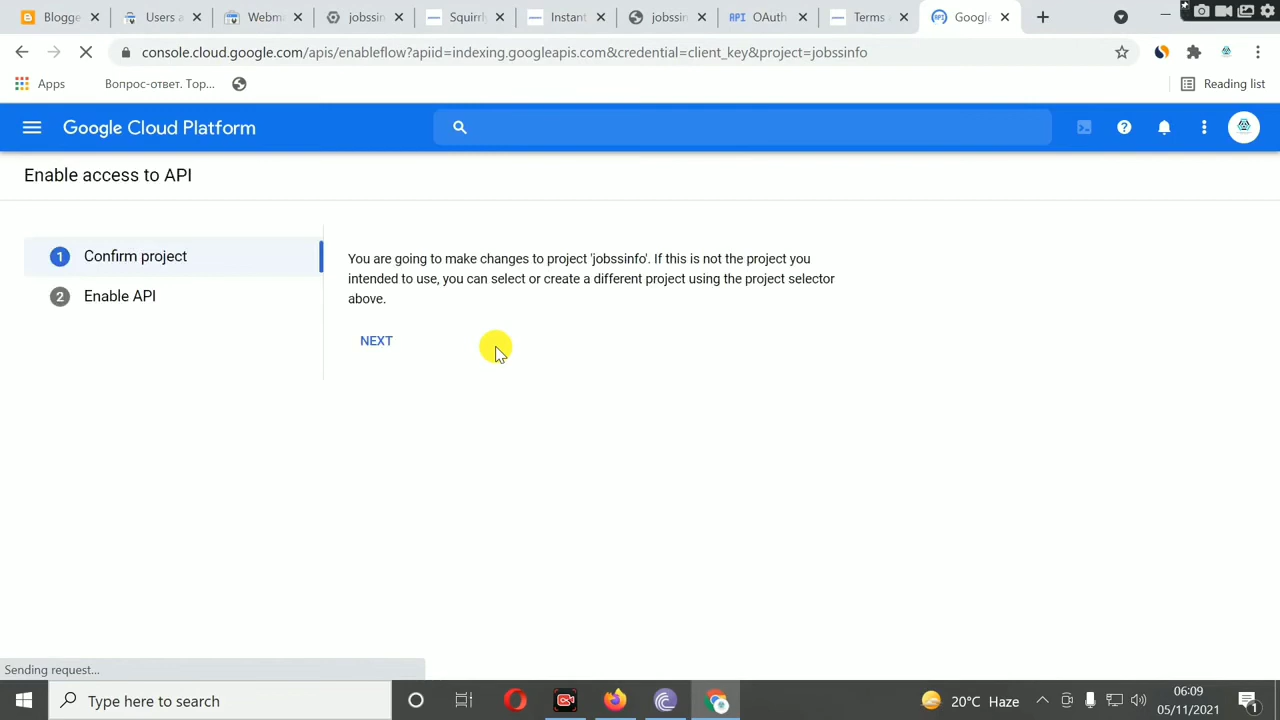 Blogge
Users a
Webm
jobssin
Squirr
instant
jobssin
API OAuth
Terms
Google
console.cloud.google.com/apis/enableflow?apiid=indexing.googleapis.com&credential=client_key&project=jobssinfo
Apps
Вопрос-ответ. Тор...
Reading list
Google Cloud Platform
Enable access to API
1 Confirm project
2 Enable API
You are going to make changes to project 'jobssinfo'. If this is not the project you
intended to use, you can select or create a different project using the project selector
above.
NEXT
Sending request...
Type here to search
20°C Haze
06:09
05/11/2021
1